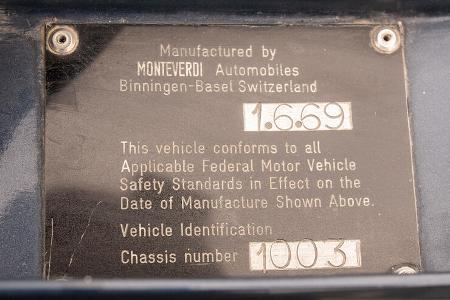 Manufactured by
MONTEVERDI Automobiles
Binningen-Basel Switzerland
1.6.69
This vehicle conforms to all
Applicable Federal Motor Vehicle
Safety Standards in Effect on the
Date of Manufacture Shown Above.
Vehicle Identification
Chassis number 1003